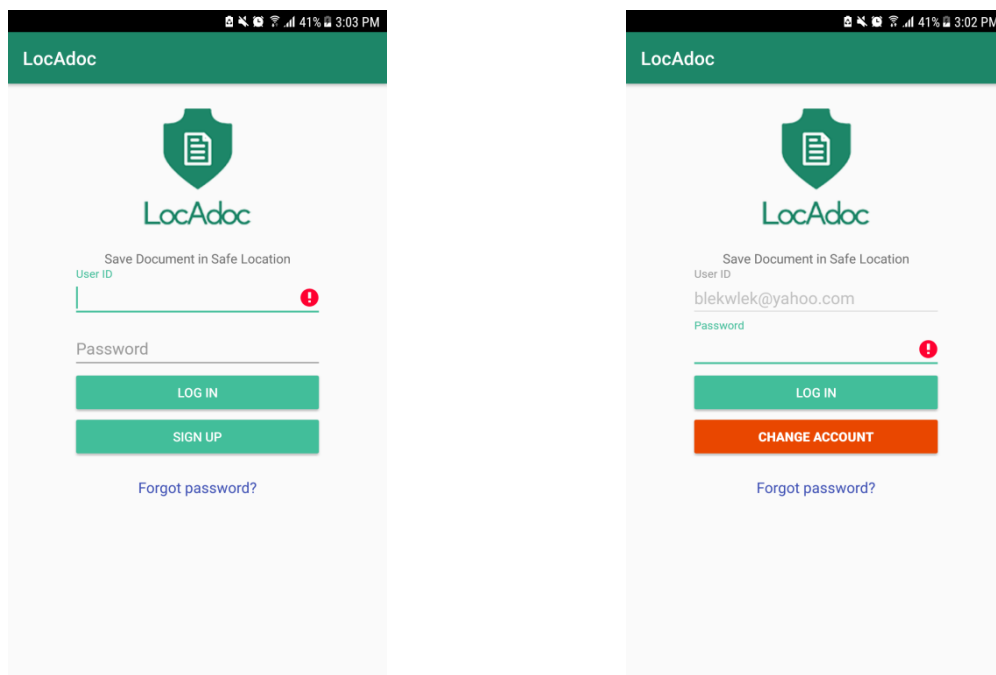 41% 3:03 PM
LocAdoc
LocAdoc
Save Document in Safe Location
User ID
Password
LOG IN
SIGN UP
Forgot password?
41% 3:02 PM
LocAdoc
LocAdoc
Save Document in Safe Location
User ID
blekwlek@yahoo.com
Password
LOG IN
CHANGE ACCOUNT
Forgot password?